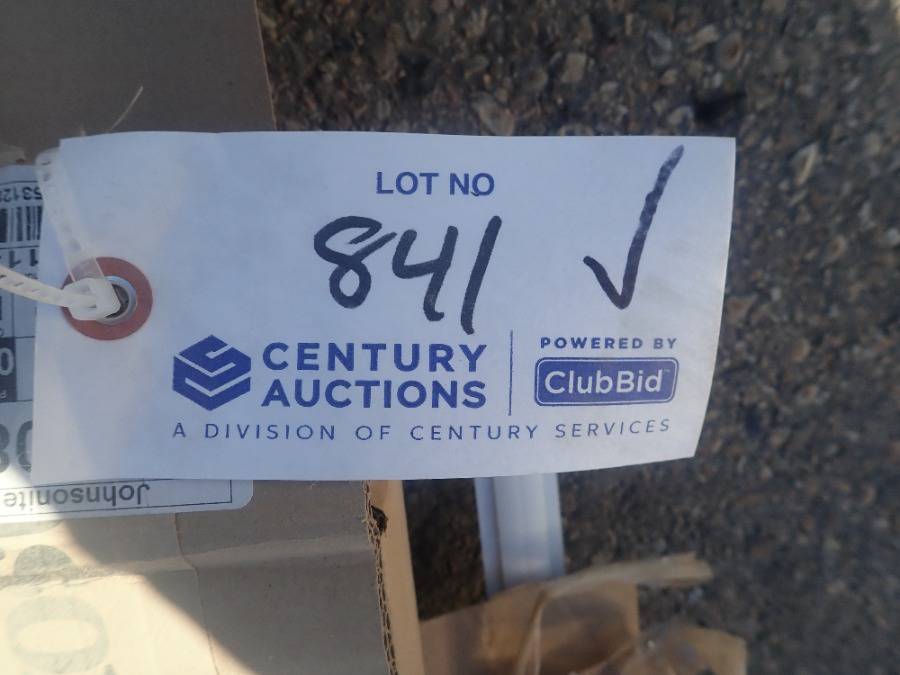 LOT NO
841 ✓
CENTURY
AUCTIONS
POWERED BY
ClubBid
A DIVISION OF CENTURY SERVICES
Johnsonite